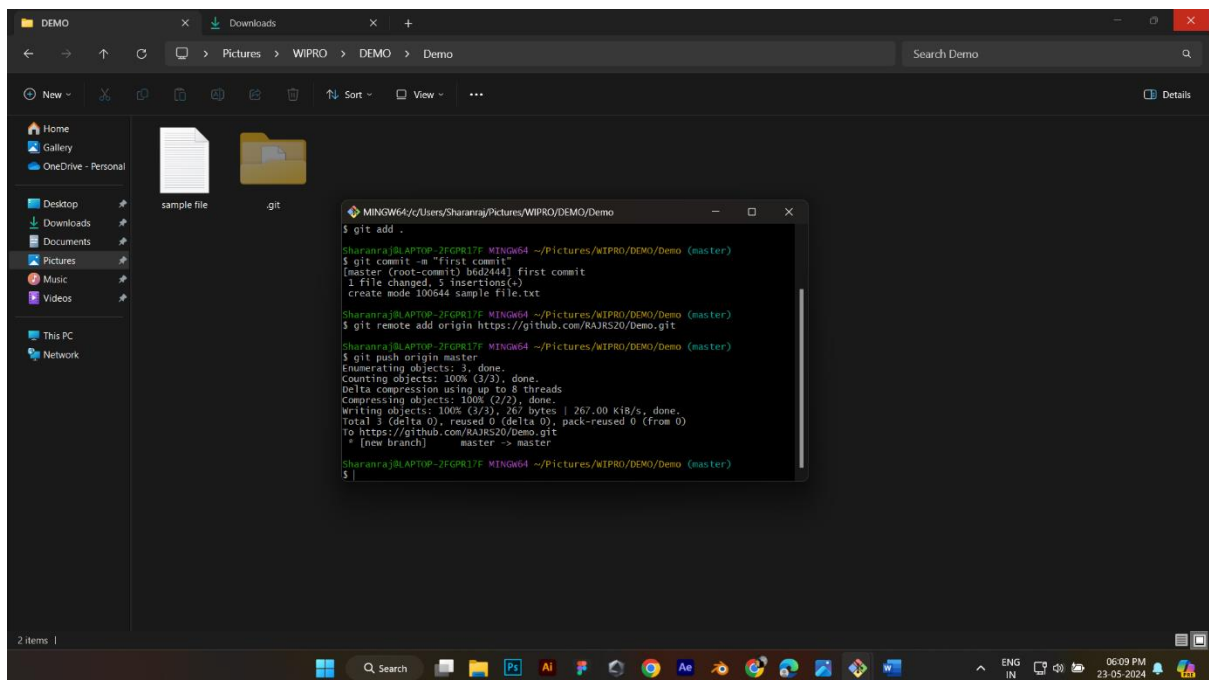 DEMO
Downloads
Pictures > WIPRO > DEMO > Demo
Search Demo
New
Sort
View
Details
Home
Gallery
OneDrive - Personal
Desktop
Downloads
Documents
Pictures
Music
Videos
This PC
Network
sample file
.git
MINGW64:/c/Users/Sharanraj/Pictures/WIPRO/DEMO/Demo
$ git add .
Sharanraj@LAPTOP-2FGPR17F MINGW64 ~/Pictures/WIPRO/DEMO/Demo (master)
$ git commit -m "first commit"
[master (root-commit) b6d2444] first commit
1 file changed, 5 insertions(+)
create mode 100644 sample file.txt
Sharanraj@LAPTOP-2FGPR17F MINGW64 ~/Pictures/WIPRO/DEMO/Demo (master)
$ git remote add origin https://github.com/RAJRS20/Demo.git
Sharanraj@LAPTOP-2FGPR17F MINGW64 ~/Pictures/WIPRO/DEMO/Demo (master)
$ git push origin master
Enumerating objects: 3, done.
Counting objects: 100% (3/3), done.
Delta compression using up to 8 threads
Compressing objects: 100% (2/2), done.
Writing objects: 100% (3/3), 267 bytes | 267.00 KiB/s, done.
Total 3 (delta 0), reused 0 (delta 0), pack-reused 0 (from 0)
To https://github.com/RAJRS20/Demo.git
* [new branch] master -> master
Sharanraj@LAPTOP-2FGPR17F MINGW64 ~/Pictures/WIPRO/DEMO/Demo (master)
$
2 items
Search
Ps
Ai
Ae
W
ENG
IN
06:09 PM
23-05-2024
PRE